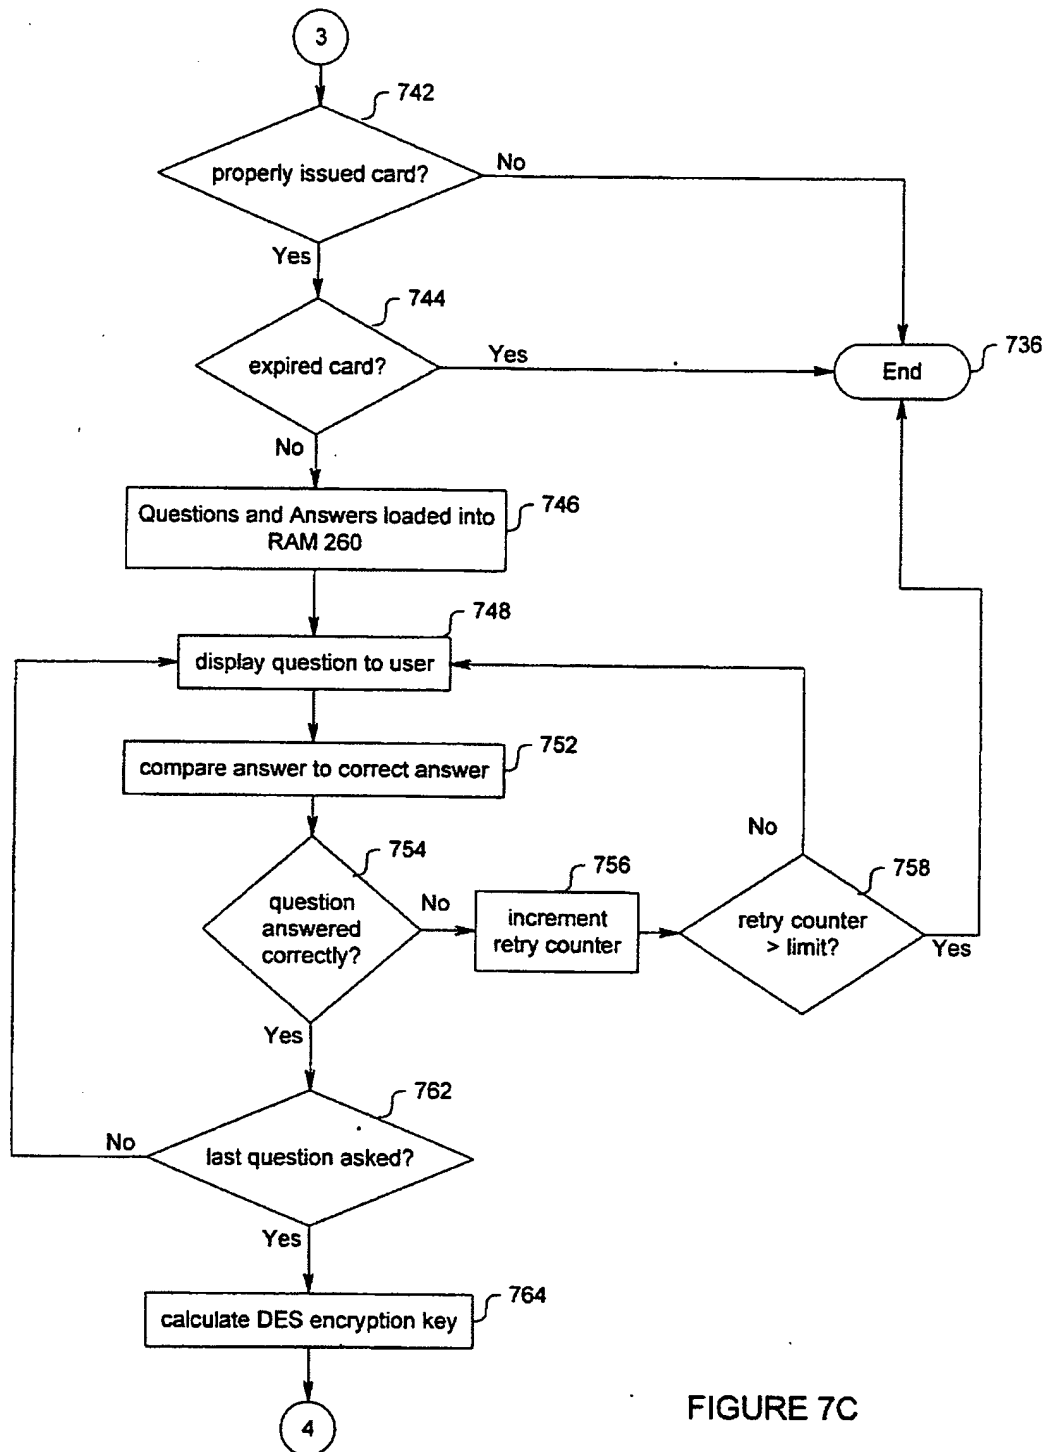 3
742
properly issued card?
No
Yes
744
expired card?
Yes
736
End
No
746
Questions and Answers loaded into
RAM 260
748
display question to user
752
compare answer to correct answer
No
754
756
758
question
answered
correctly?
No
increment
retry counter
retry counter
> limit?
Yes
Yes
762
No
last question asked?
Yes
764
calculate DES encryption key
4
FIGURE 7C